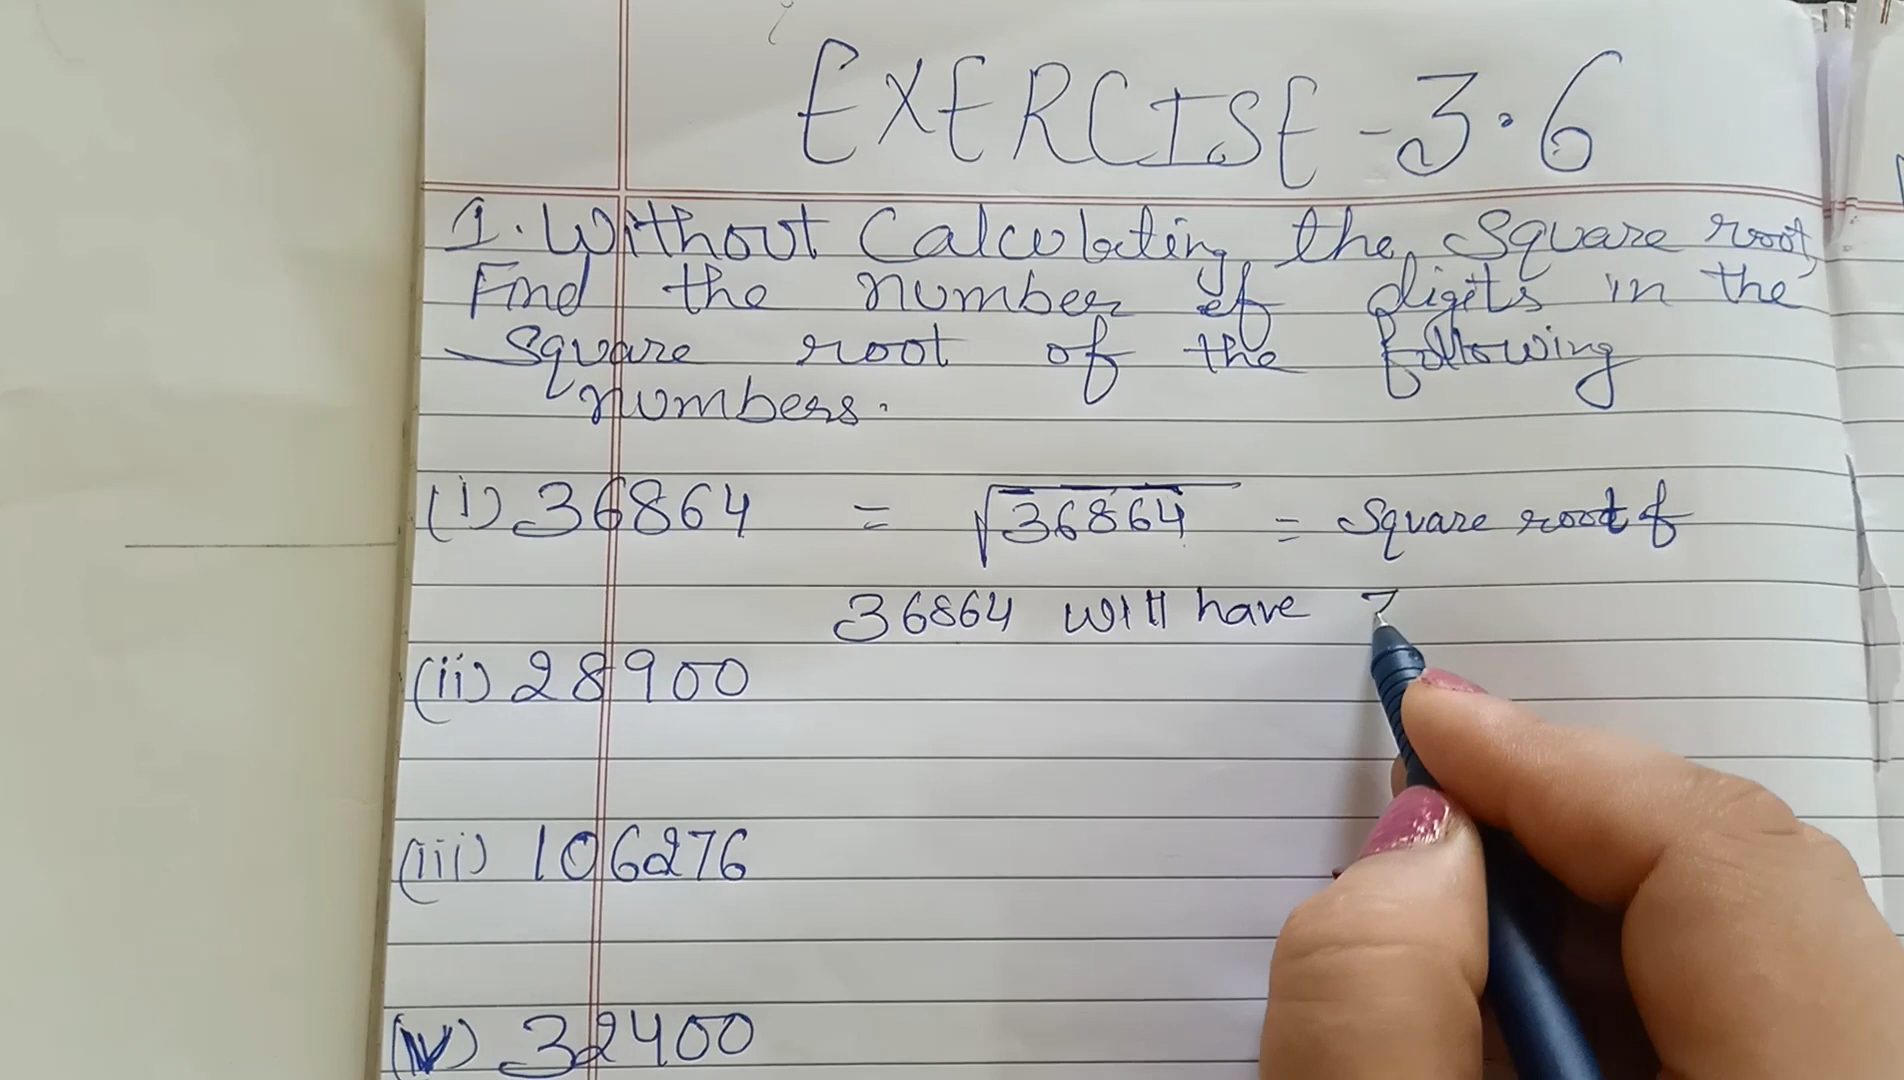 EXERCISE - 3.6
1. Without Calculating the Square root,
Find the number of digits in the
Square root of the following
numbers.
(i) 36864 = √36864 = Square root of
36864 will have
(ii) 28900
(iii) 106276
(iv) 32400